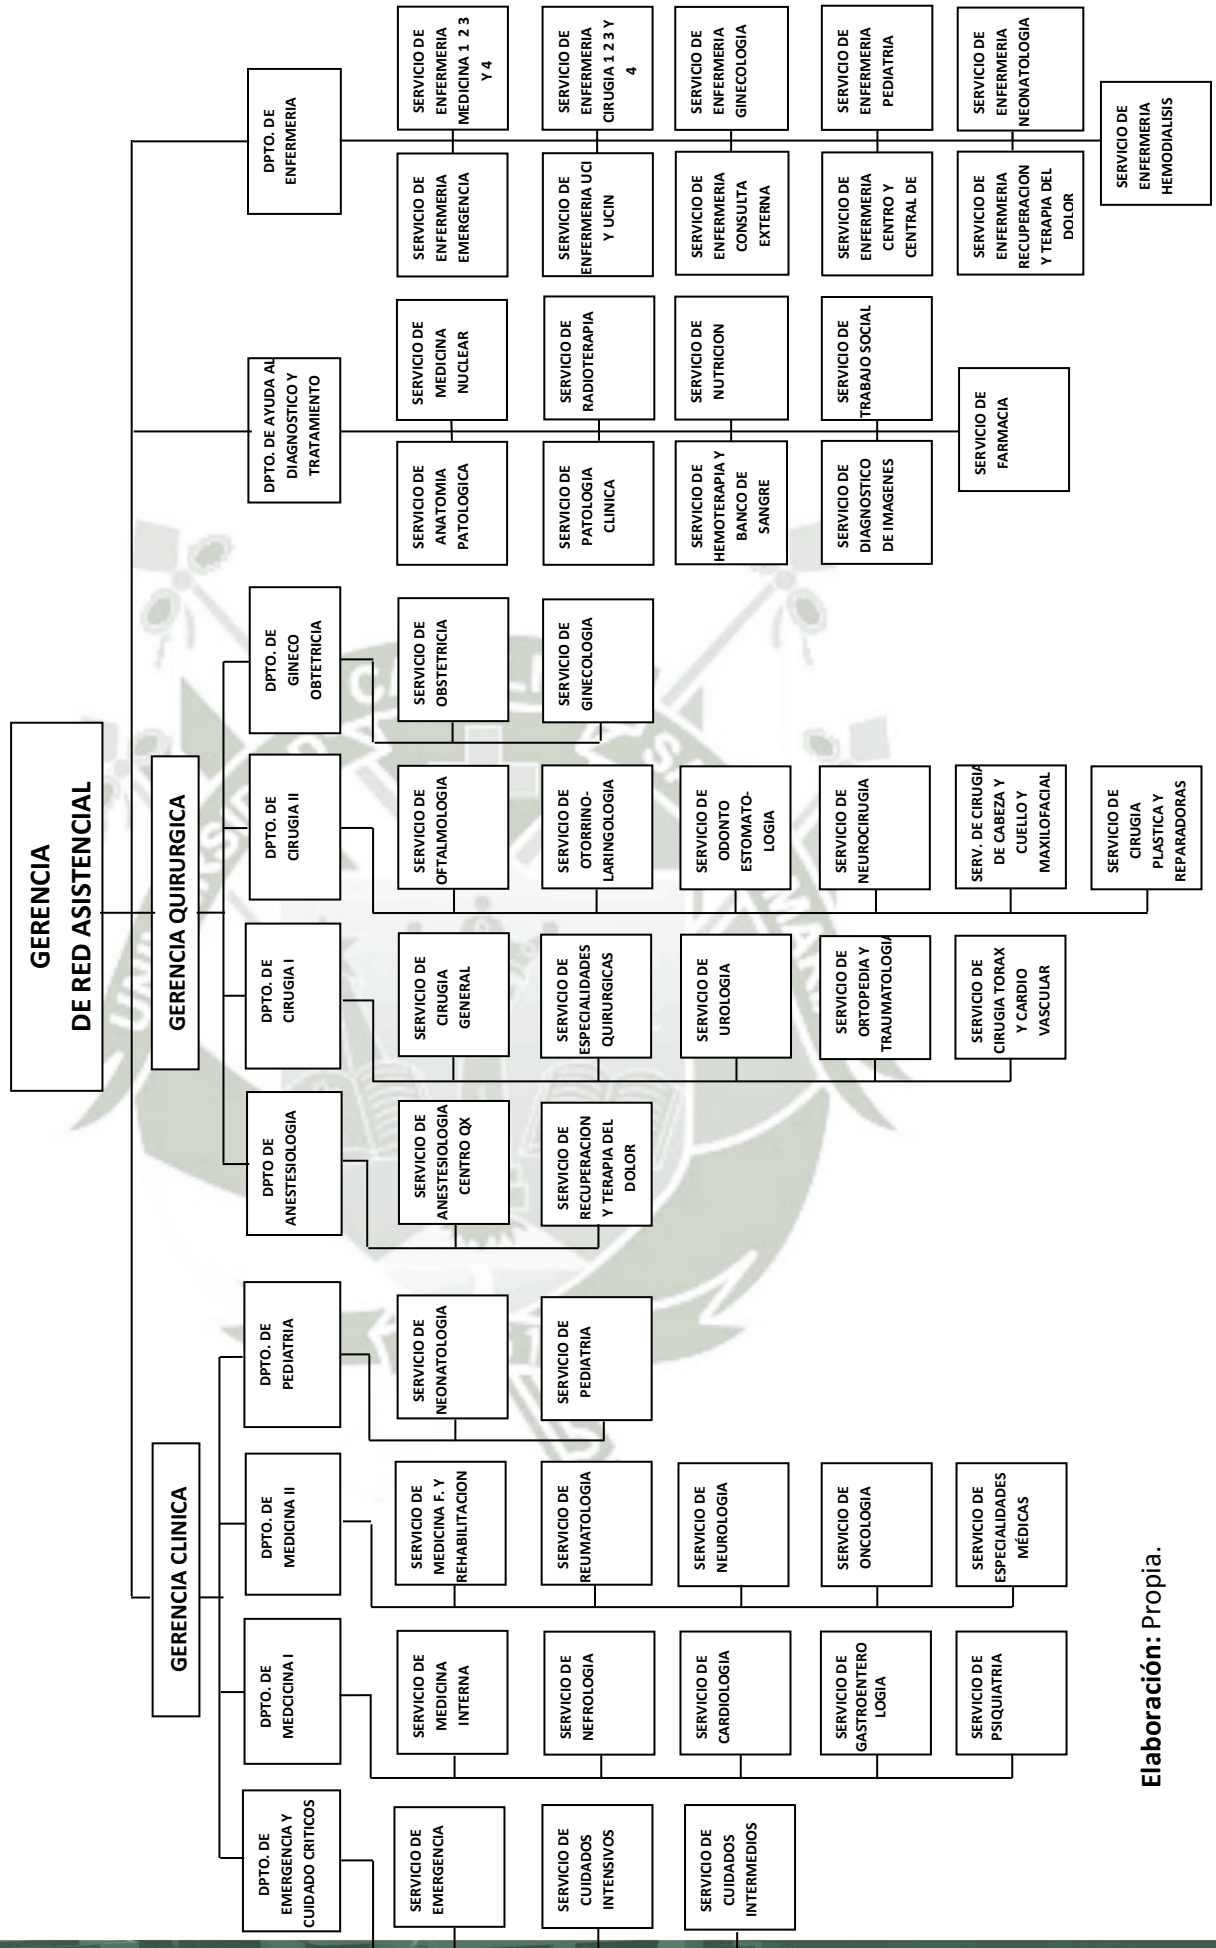 GERENCIA
DE RED ASISTENCIAL
GERENCIA CLINICA
GERENCIA QUIRURGICA
DPTO. DE
EMERGENCIA Y
CUIDADO CRITICOS
DPTO. DE
MEDICINA I
DPTO. DE
MEDICINA II
DPTO. DE
PEDIATRIA
DPTO DE
ANESTESIOLOGIA
DPTO. DE
CIRUGIA I
DPTO. DE
CIRUGIA II
DPTO. DE
GINECO
OBTETRICIA
DPTO. DE AYUDA AL
DIAGNOSTICO Y
TRATAMIENTO
DPTO. DE
ENFERMERIA
SERVICIO DE
EMERGENCIA
SERVICIO DE
CUIDADOS
INTENSIVOS
SERVICIO DE
CUIDADOS
INTERMEDIOS
SERVICIO DE
MEDICINA
INTERNA
SERVICIO DE
NEFROLOGIA
SERVICIO DE
CARDIOLOGIA
SERVICIO DE
GASTROENTERO
LOGIA
SERVICIO DE
PSIQUIATRIA
SERVICIO DE
MEDICINA F. Y
REHABILITACION
SERVICIO DE
REUMATOLOGIA
SERVICIO DE
NEUROLOGIA
SERVICIO DE
ONCOLOGIA
SERVICIO DE
ESPECIALIDADES
MÉDICAS
SERVICIO DE
NEONATOLOGIA
SERVICIO DE
PEDIATRIA
SERVICIO DE
ANESTESIOLOGIA
CENTRO QX
SERVICIO DE
RECUPERACION
Y TERAPIA DEL
DOLOR
SERVICIO DE
CIRUGIA
GENERAL
SERVICIO DE
ESPECIALIDADES
QUIRURGICAS
SERVICIO DE
UROLOGIA
SERVICIO DE
ORTOPEDIA Y
TRAUMATOLOGIA
SERVICIO DE
CIRUGIA TORAX
Y CARDIO
VASCULAR
SERVICIO DE
OFTALMOLOGIA
SERVICIO DE
OTORRINO-
LARINGOLOGIA
SERVICIO DE
ODONTO
ESTOMATO-
LOGIA
SERVICIO DE
NEUROCIRUGIA
SERV. DE CIRUGIA
DE CABEZA Y
CUELLO Y
MAXILOFACIAL
SERVICIO DE
CIRUGIA
PLASTICA Y
REPARADORAS
SERVICIO DE
OBSTETRICIA
SERVICIO DE
GINECOLOGIA
SERVICIO DE
ANATOMIA
PATOLOGICA
SERVICIO DE
MEDICINA
NUCLEAR
SERVICIO DE
PATOLOGIA
CLINICA
SERVICIO DE
RADIOTERAPIA
SERVICIO DE
HEMOTERAPIA Y
BANCO DE
SANGRE
SERVICIO DE
NUTRICION
SERVICIO DE
DIAGNOSTICO
DE IMAGENES
SERVICIO DE
TRABAJO SOCIAL
SERVICIO DE
FARMACIA
SERVICIO DE
ENFERMERIA
EMERGENCIA
SERVICIO DE
ENFERMERIA
MEDICINA 1 2 3
Y 4
SERVICIO DE
ENFERMERIA UCI
Y UCIN
SERVICIO DE
ENFERMERIA
CIRUGIA 1 2 3 Y
4
SERVICIO DE
ENFERMERIA
CONSULTA
EXTERNA
SERVICIO DE
ENFERMERIA
GINECOLOGIA
SERVICIO DE
ENFERMERIA
CENTRO Y
CENTRAL DE
SERVICIO DE
ENFERMERIA
PEDIATRIA
SERVICIO DE
ENFERMERIA
RECUPERACION
Y TERAPIA DEL
DOLOR
SERVICIO DE
ENFERMERIA
NEONATOLOGIA
SERVICIO DE
ENFERMERIA
HEMODIALISIS
Elaboración: Propia.